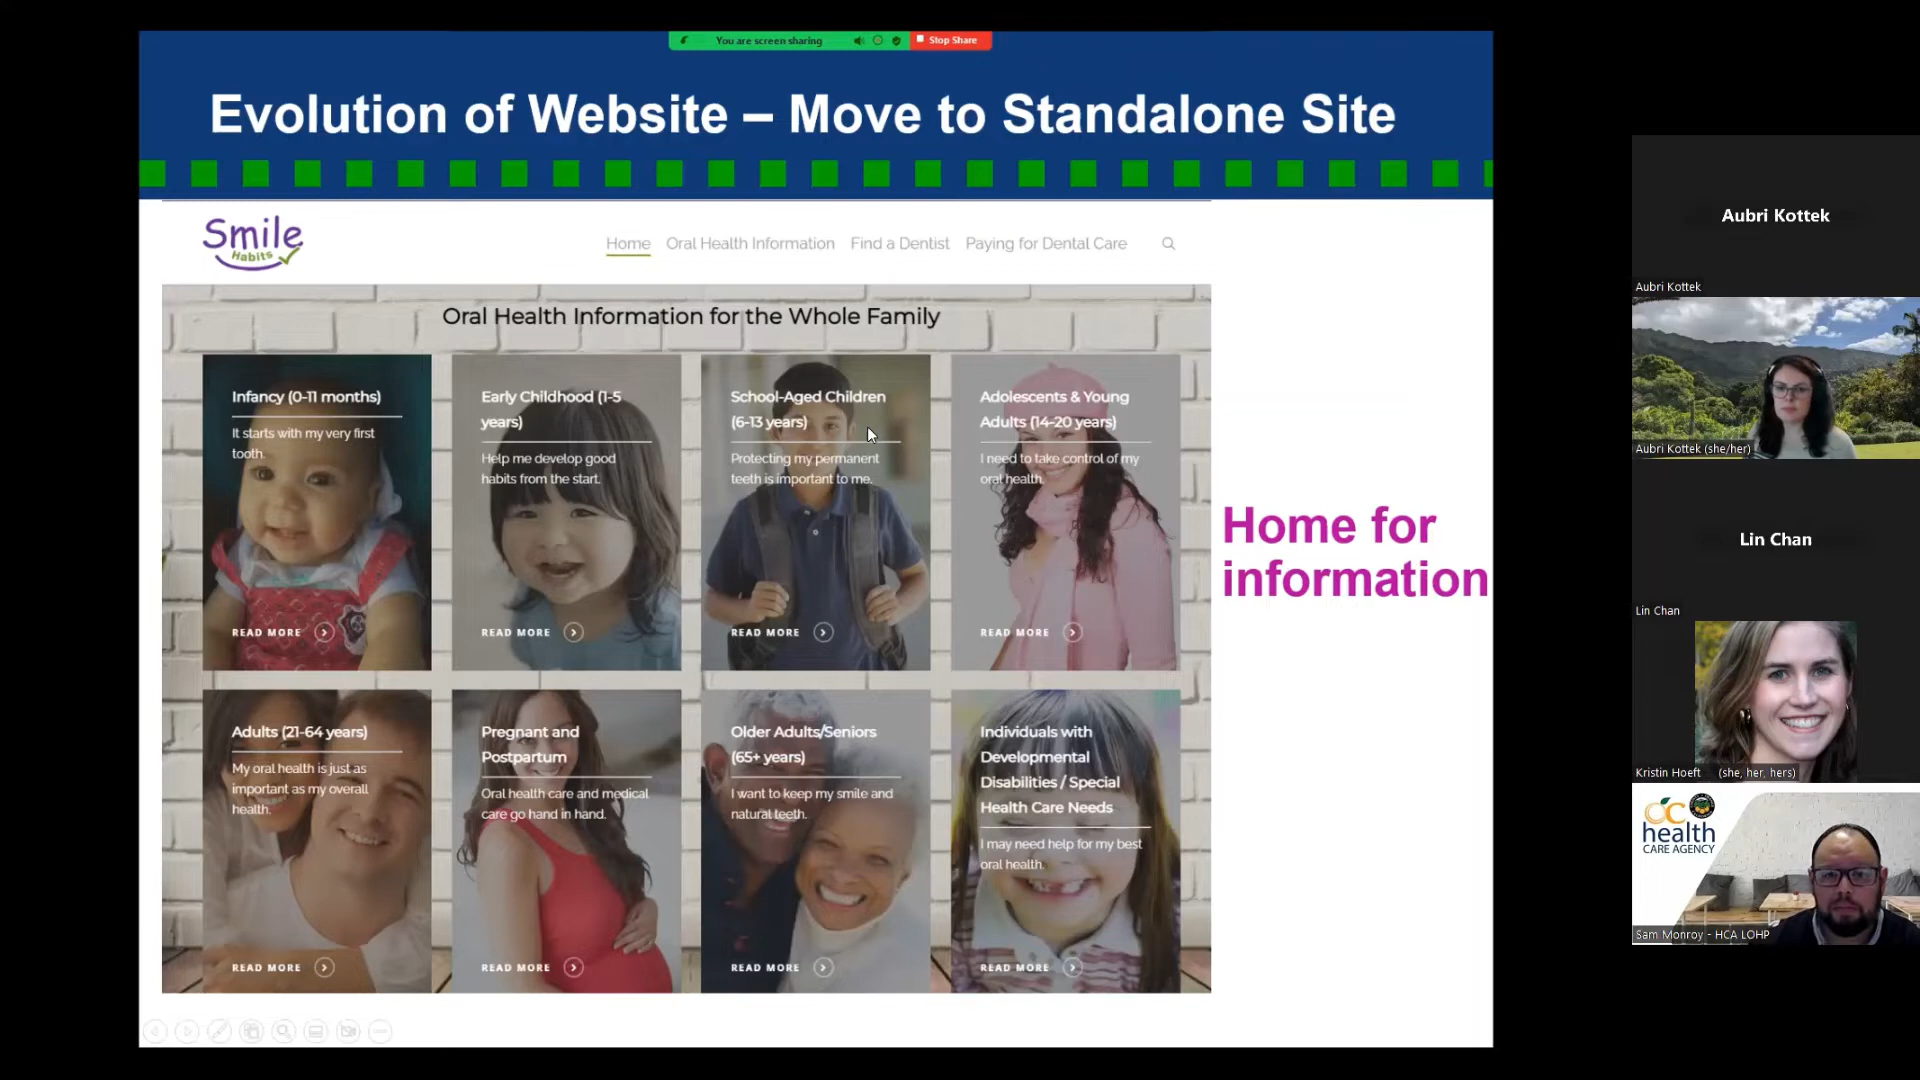 You are screen sharing
Stop Share
Evolution of Website – Move to Standalone Site
Smile
Habits
Home Oral Health Information Find a Dentist Paying for Dental Care
Oral Health Information for the Whole Family
Infancy (0-11 months)
It starts with my very first
tooth.
READ MORE
Early Childhood (1-5
years)
Help me develop good
habits from the start.
READ MORE
School-Aged Children
(6-13 years)
Protecting my permanent
teeth is important to me.
READ MORE
Adolescents & Young
Adults (14-20 years)
I need to take control of my
oral health.
READ MORE
Adults (21-64 years)
My oral health is just as
important as my overall
health.
READ MORE
Pregnant and
Postpartum
Oral health care and medical
care go hand in hand.
READ MORE
Older Adults/Seniors
(65+ years)
I want to keep my smile and
natural teeth.
READ MORE
Individuals with
Developmental
Disabilities / Special
Health Care Needs
I may need help for my best
oral health.
READ MORE
Home for
information
Aubri Kottek
Aubri Kottek
Aubri Kottek (she/her)
Lin Chan
Lin Chan
Kristin Hoeft (she, her, hers)
OC
health
CARE AGENCY
Sam Monroy - HCA LOHP